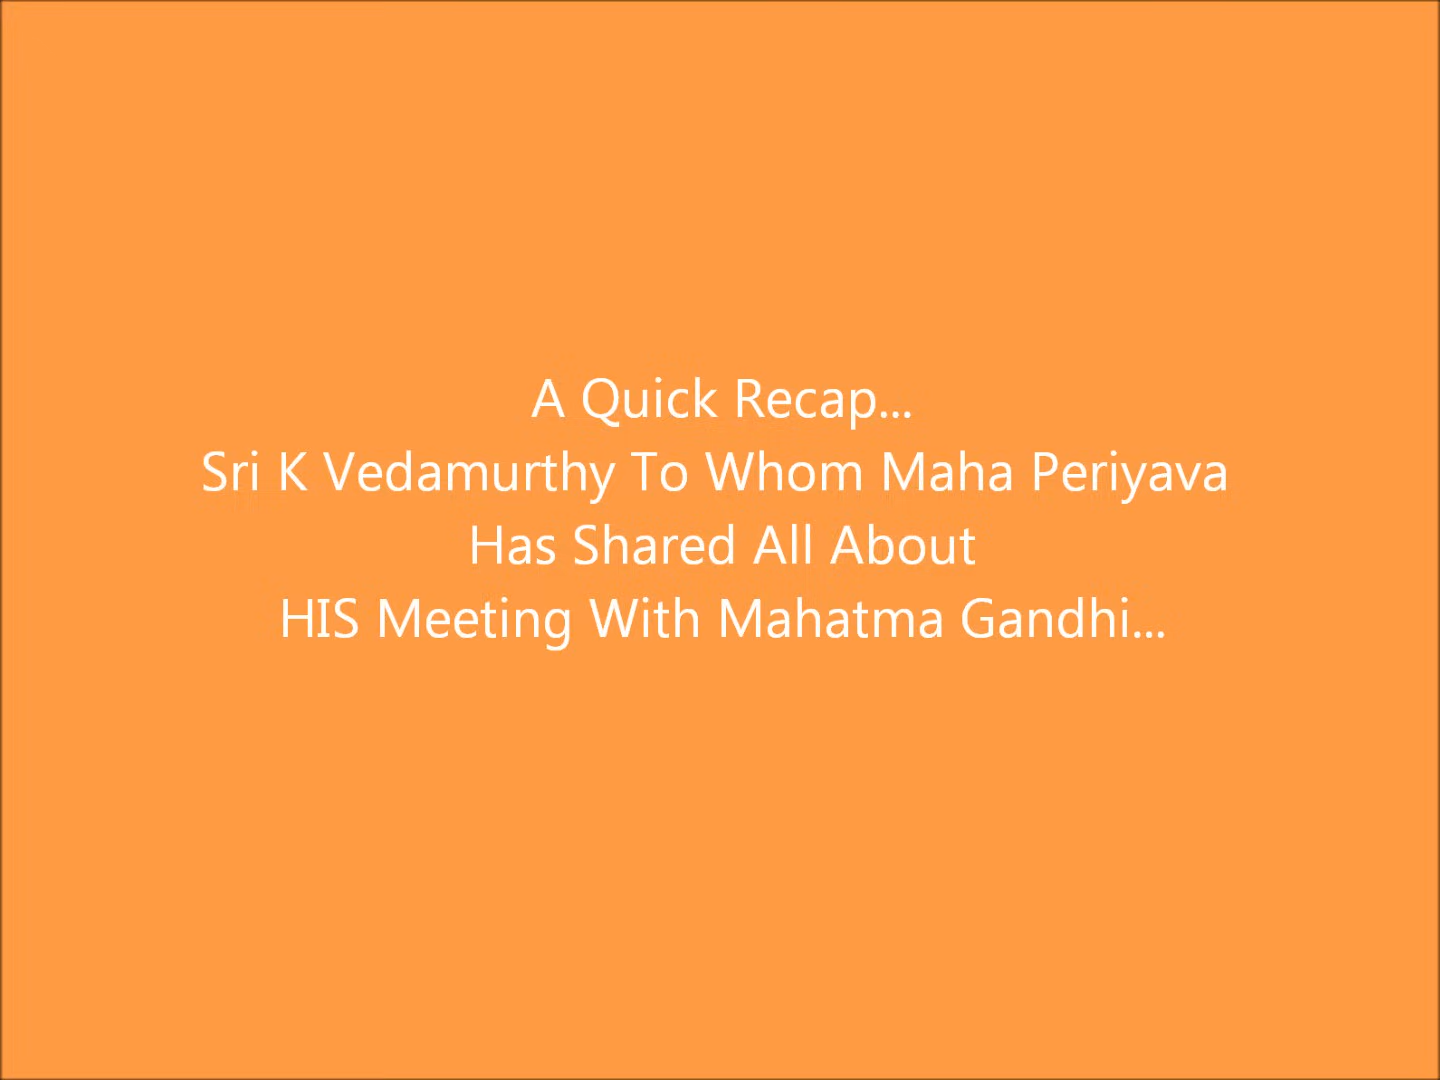 A Quick Recap...
Sri K Vedamurthy To Whom Maha Periyava
Has Shared All About
HIS Meeting With Mahatma Gandhi...